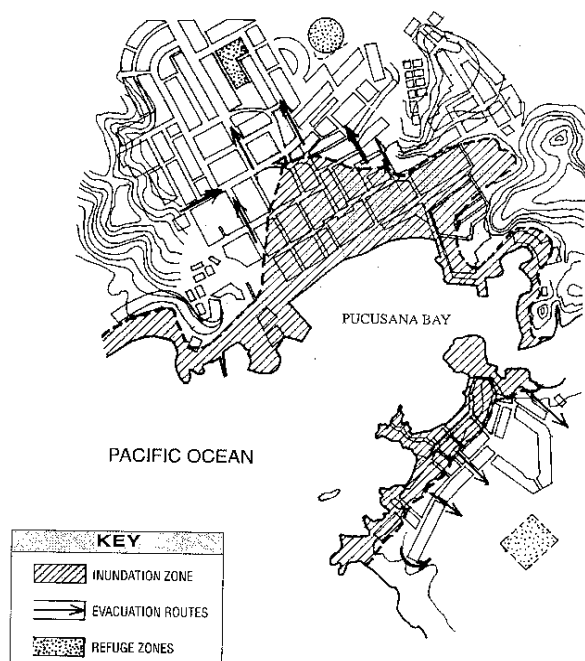 PUCUSANA BAY
PACIFIC OCEAN
KEY
INUNDATION ZONE
EVACUATION ROUTES
REFUGE ZONES